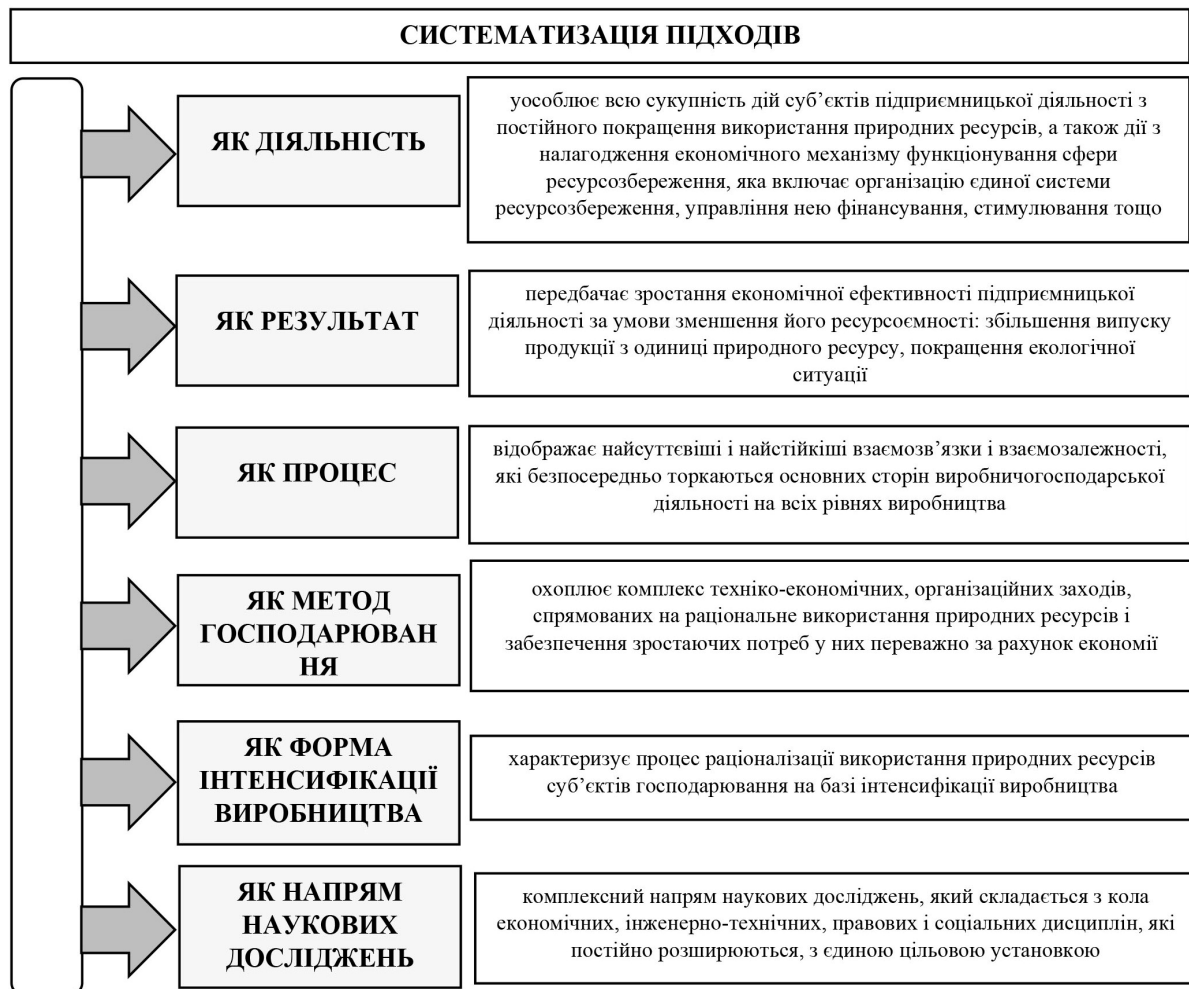 СИСТЕМАТИЗАЦІЯ ПІДХОДІВ
ЯК ДІЯЛЬНІСТЬ
уособлює всю сукупність дій суб’єктів підприємницької діяльності з
постійного покращення використання природних ресурсів, а також дії з
налагодження економічного механізму функціонування сфери
ресурсозбереження, яка включає організацію єдиної системи
ресурсозбереження, управління нею фінансування, стимулювання тощо
ЯК РЕЗУЛЬТАТ
передбачає зростання економічної ефективності підприємницької
діяльності за умови зменшення його ресурсоємності: збільшення випуску
продукції з одиниці природного ресурсу, покращення екологічної
ситуації
ЯК ПРОЦЕС
відображає найсуттєвіші і найстійкіші взаємозв’язки і взаємозалежності,
які безпосередньо торкаються основних сторін виробничогосподарської
діяльності на всіх рівнях виробництва
ЯК МЕТОД
ГОСПОДАРЮВАН
НЯ
охоплює комплекс техніко-економічних, організаційних заходів,
спрямованих на раціональне використання природних ресурсів і
забезпечення зростаючих потреб у них переважно за рахунок економії
ЯК ФОРМА
ІНТЕНСИФІКАЦІЇ
ВИРОБНИЦТВА
характеризує процес раціоналізації використання природних ресурсів
суб’єктів господарювання на базі інтенсифікації виробництва
ЯК НАПРЯМ
НАУКОВИХ
ДОСЛІДЖЕНЬ
комплексний напрям наукових досліджень, який складається з кола
економічних, інженерно-технічних, правових і соціальних дисциплін, які
постійно розширюються, з єдиною цільовою установкою